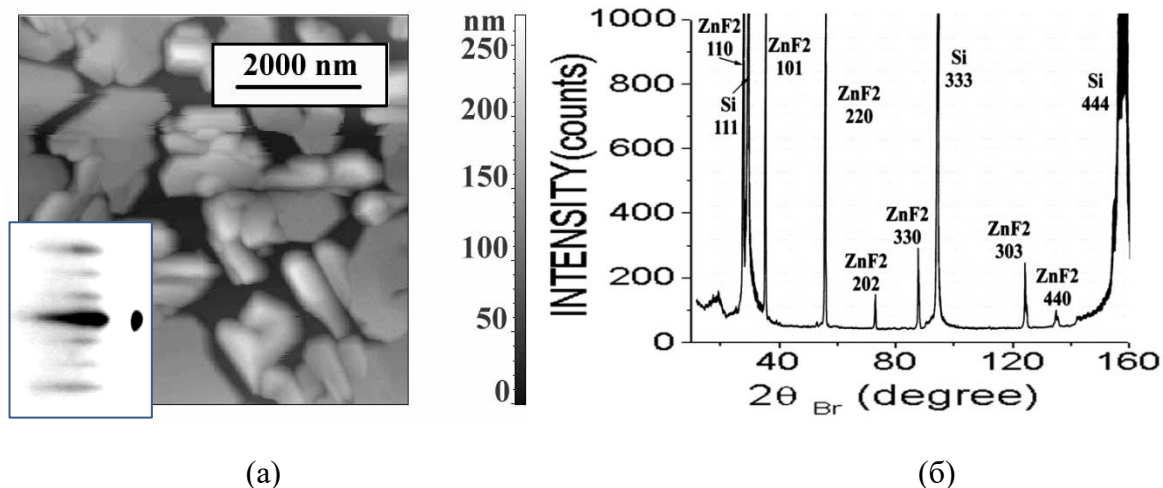 nm
250
200
150
100
50
0
2000 nm
1000
800
600
400
200
0
INTENSITY(counts)
ZnF2
110
Si
111
ZnF2
101
ZnF2
220
ZnF2
202
ZnF2
330
Si
333
ZnF2
303
ZnF2
440
Si
444
40 80 120 160
2θ Br (degree)
(а) (б)